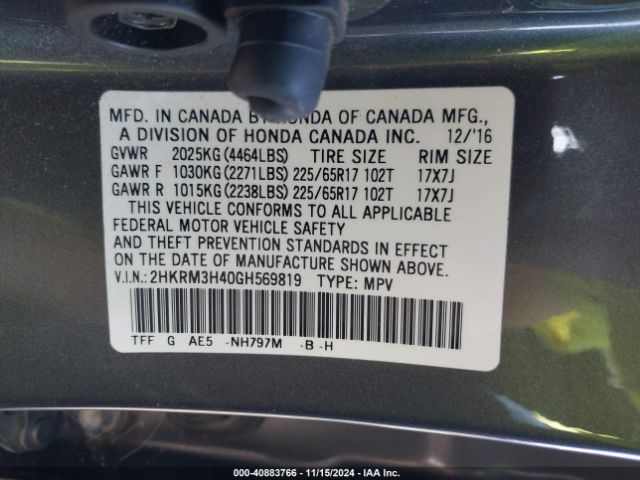 MFD. IN CANADA BY HONDA OF CANADA MFG.,
A DIVISION OF HONDA CANADA INC. 12/'16
GVWR 2025KG (4464LBS) TIRE SIZE RIM SIZE
GAWR F 1030KG (2271LBS) 225/65R17 102T 17X7J
GAWR R 1015KG (2238LBS) 225/65R17 102T 17X7J
THIS VEHICLE CONFORMS TO ALL APPLICABLE
FEDERAL MOTOR VEHICLE SAFETY
AND THEFT PREVENTION STANDARDS IN EFFECT
ON THE DATE OF MANUFACTURE SHOWN ABOVE.
V.I.N.: 2HKRM3H40GH569819 TYPE: MPV
TFF G AE5 -NH797M -B -H
000-40883766 - 11/15/2024 - IAA Inc.